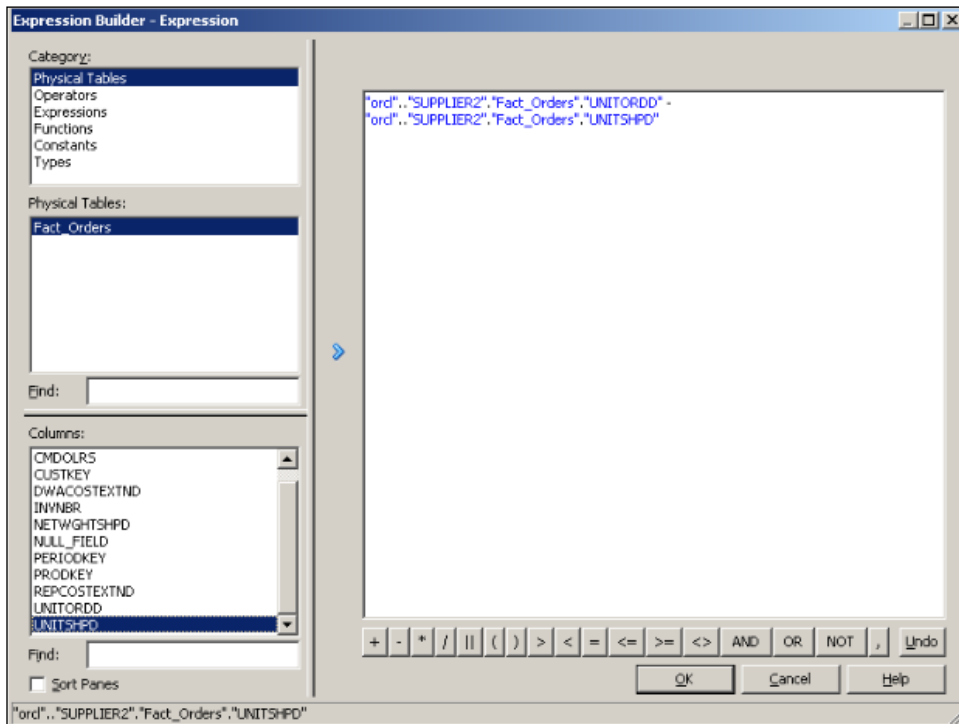 Expression Builder - Expression
Category:
Physical Tables
Operators
Expressions
Functions
Constants
Types
Physical Tables:
Fact_Orders
Find:
Columns:
CMDOLRS
CUSTKEY
DWACOSTEXTND
INVNBR
NETWGHTSHPD
NULL_FIELD
PERIODKEY
PRODKEY
REPCOSTEXTND
UNITORDD
UNITSHPD
Find:
Sort Panes
"orcl".."SUPPLIER2"."Fact_Orders"."UNITORDD" -
"orcl".."SUPPLIER2"."Fact_Orders"."UNITSHPD"
+ - * / || ( ) > < = <= >= <> AND OR NOT , Undo
OK Cancel Help
"orcl".."SUPPLIER2"."Fact_Orders"."UNITSHPD"